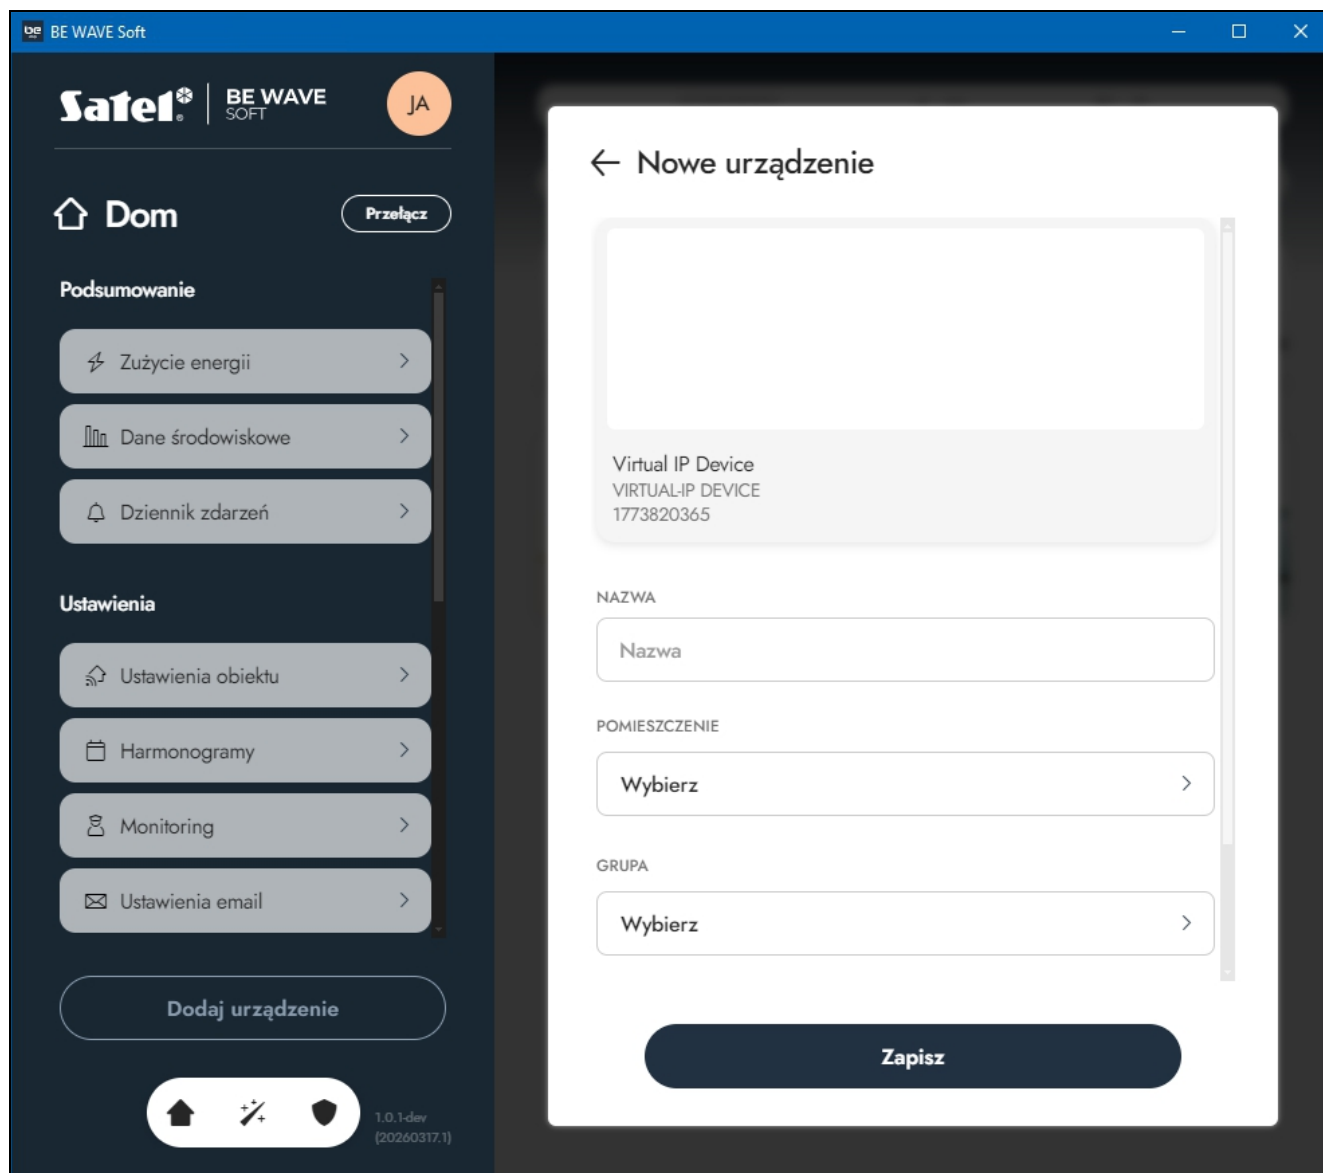 be
BE WAVE Soft
Satel®
BE WAVE
SOFT
JA
Dom
Przełącz
Podsumowanie
Zużycie energii
Dane środowiskowe
Dziennik zdarzeń
Ustawienia
Ustawienia obiektu
Harmonogramy
Monitoring
Ustawienia email
Dodaj urządzenie
1.0.1-dev
(20260317.1)
Nowe urządzenie
Virtual IP Device
VIRTUAL-IP DEVICE
1773820365
NAZWA
Nazwa
POMIESZCZENIE
Wybierz
GRUPA
Wybierz
Zapisz